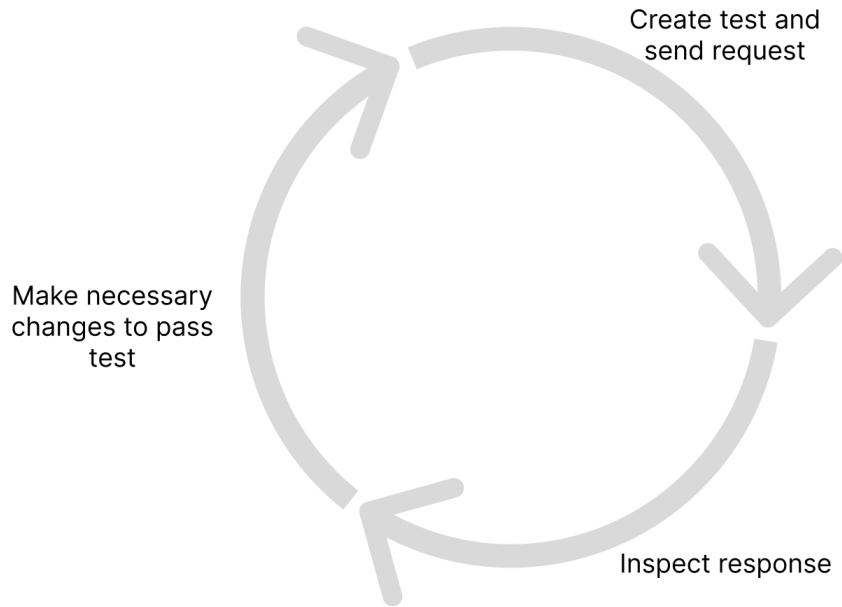 Create test and
send request
Make necessary
changes to pass
test
Inspect response